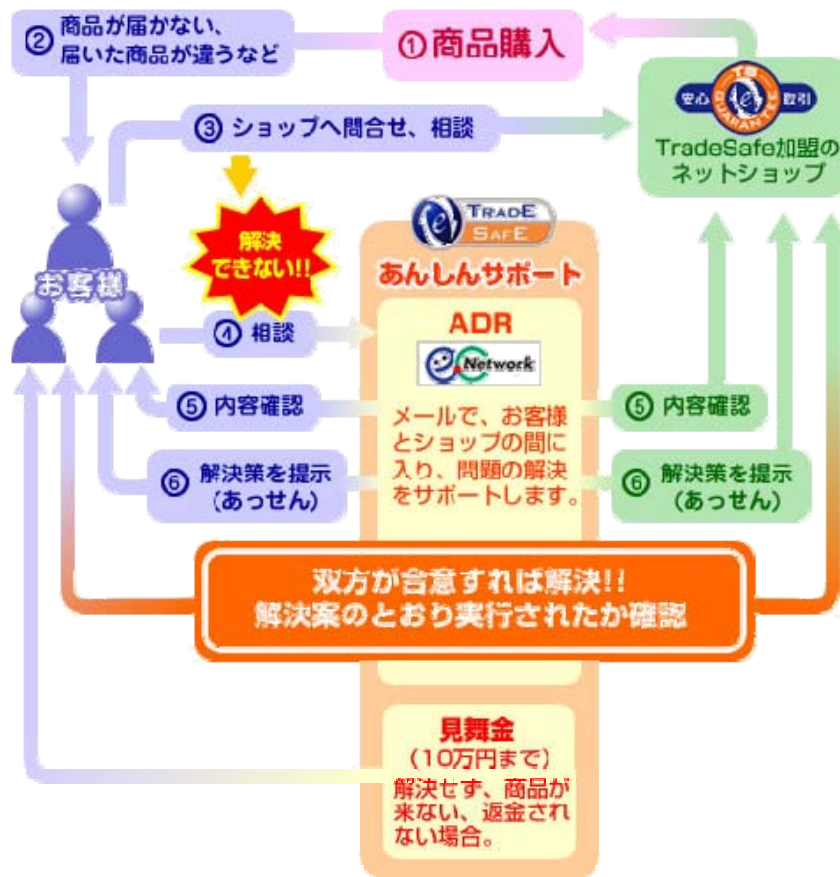 ② 商品が届かない、
届いた商品が違うなど
①商品購入
安心 TS GUARANTEE e 取引
TradeSafe加盟の
ネットショップ
③ ショップへ問合せ、相談
解決
できない!!
お客様
e TRADE
SAFE
あんしんサポート
④ 相談
ADR
e.Network
メールで、お客様
とショップの間に
入り、問題の解決
をサポートします。
⑤ 内容確認
⑤ 内容確認
⑥ 解決策を提示
(あっせん)
⑥ 解決策を提示
(あっせん)
双方が合意すれば解決!!
解決案のとおり実行されたか確認
見舞金
(10万円まで)
解決せず、商品が
来ない、返金され
ない場合。